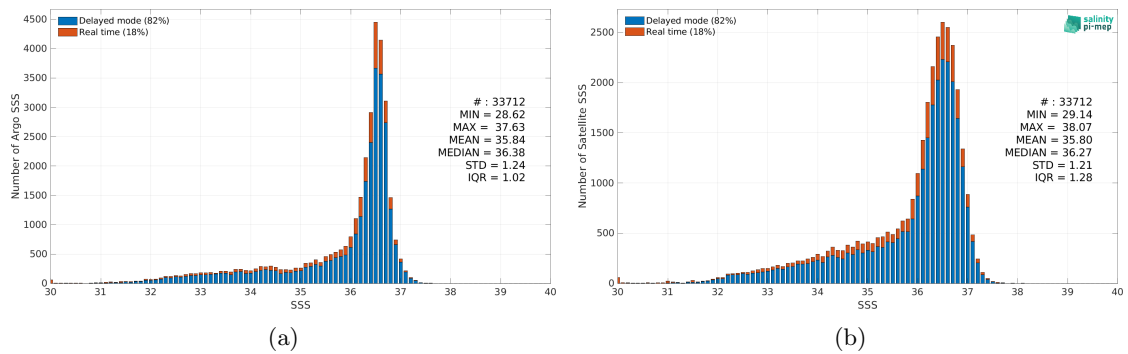 Delayed mode (82%)
Real time (18%)
4500
4000
3500
3000
2500
2000
1500
1000
500
0
Number of Argo SSS
# : 33712
MIN = 28.62
MAX = 37.63
MEAN = 35.84
MEDIAN = 36.38
STD = 1.24
IQR = 1.02
30 31 32 33 34 35 36 37 38 39 40
SSS
(a)
Delayed mode (82%)
Real time (18%)
salinity
pi-mep
2500
2000
1500
1000
500
0
Number of Satellite SSS
# : 33712
MIN = 29.14
MAX = 38.07
MEAN = 35.80
MEDIAN = 36.27
STD = 1.21
IQR = 1.28
30 31 32 33 34 35 36 37 38 39 40
SSS
(b)